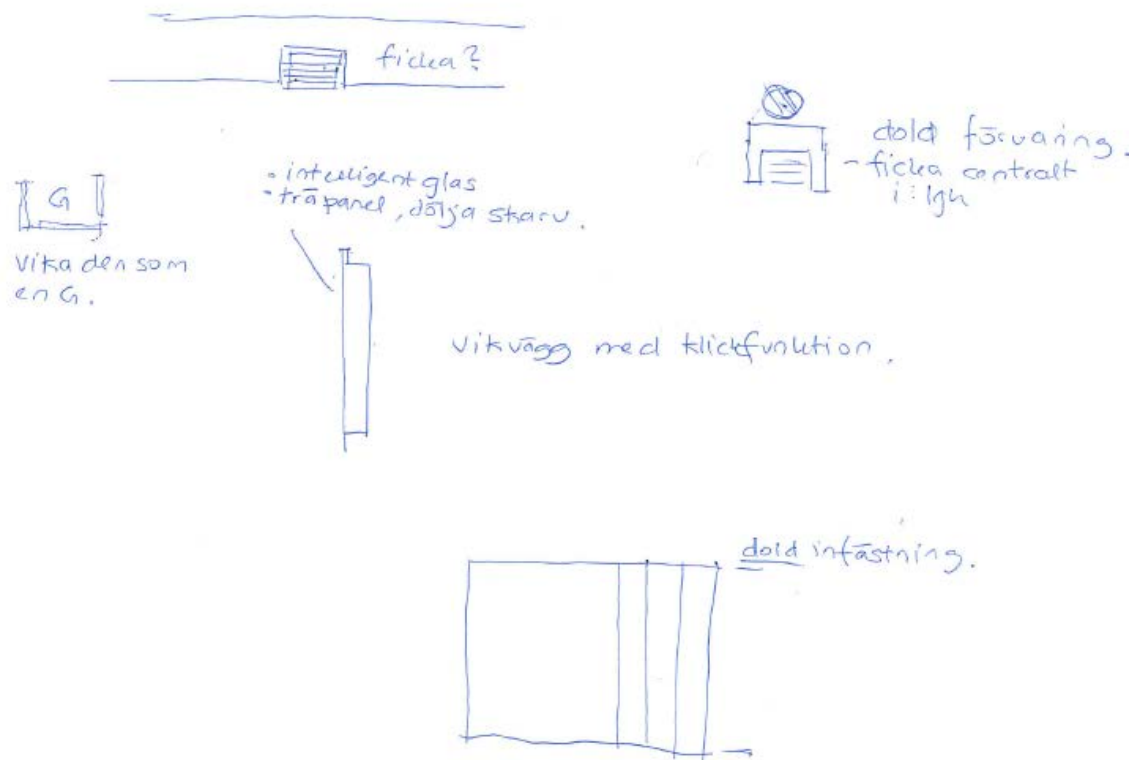 ficka?
dold förvaring.
- ficka centralt
i lgh
G
vika den som
en G.
• intelligent glas
• träpanel, dölja skarv.
vikvägg med klickfunktion.
dold infästning.